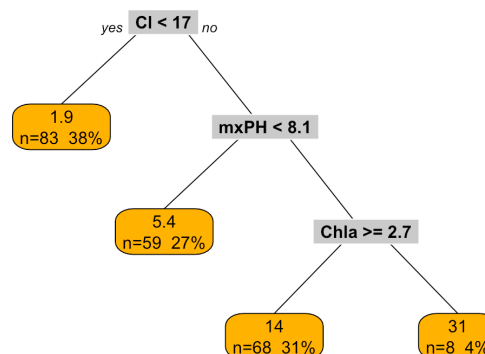 yes Cl < 17 no
1.9
n=83 38%
mxPH < 8.1
5.4
n=59 27%
Chla >= 2.7
14
n=68 31%
31
n=8 4%